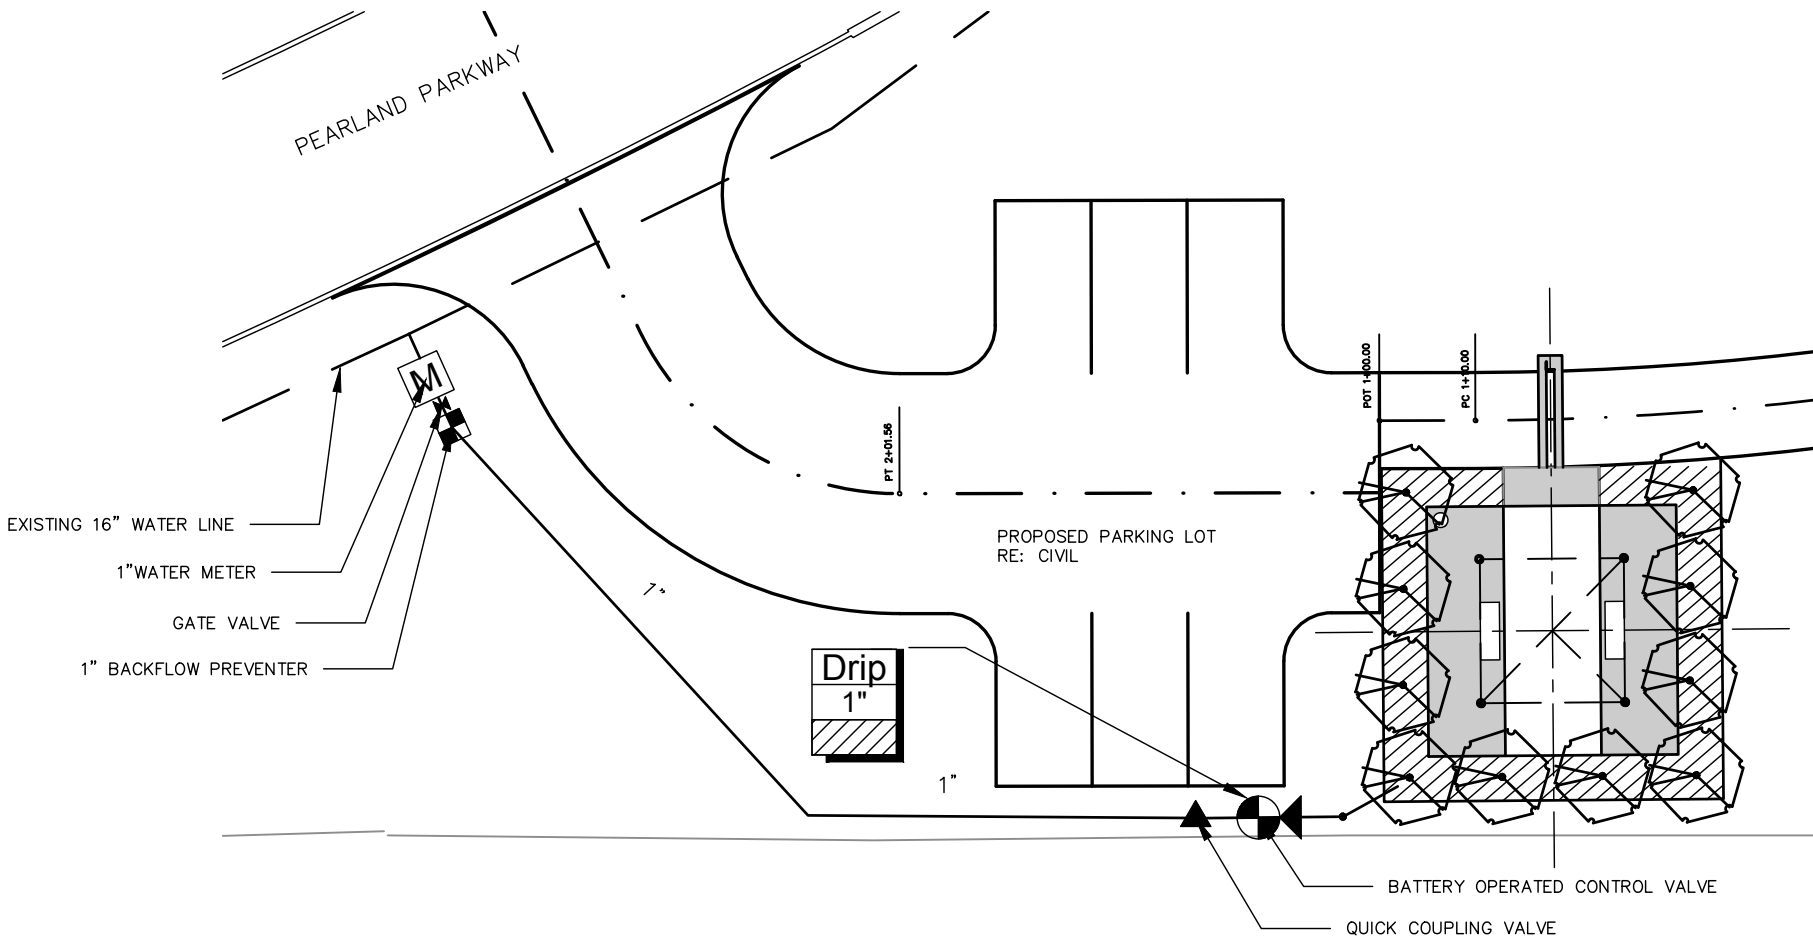 PEARLAND PARKWAY
POT 1+00.00
PC 1+10.00
PT 2+01.56
M
EXISTING 16" WATER LINE
PROPOSED PARKING LOT
RE: CIVIL
1"WATER METER
1"
GATE VALVE
1" BACKFLOW PREVENTER
Drip
1"
1"
BATTERY OPERATED CONTROL VALVE
QUICK COUPLING VALVE